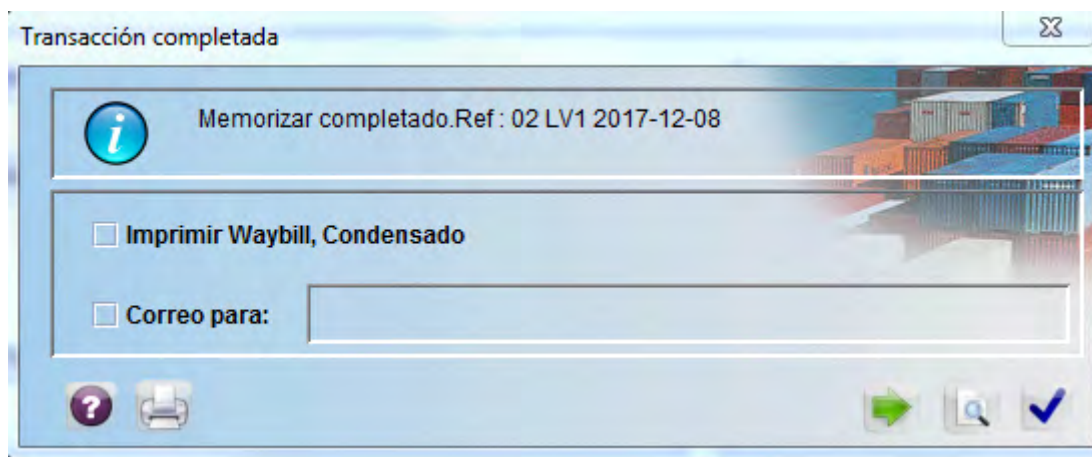 Transacción completada
Memorizar completado.Ref : 02 LV1 2017-12-08
Imprimir Waybill, Condensado
Correo para: